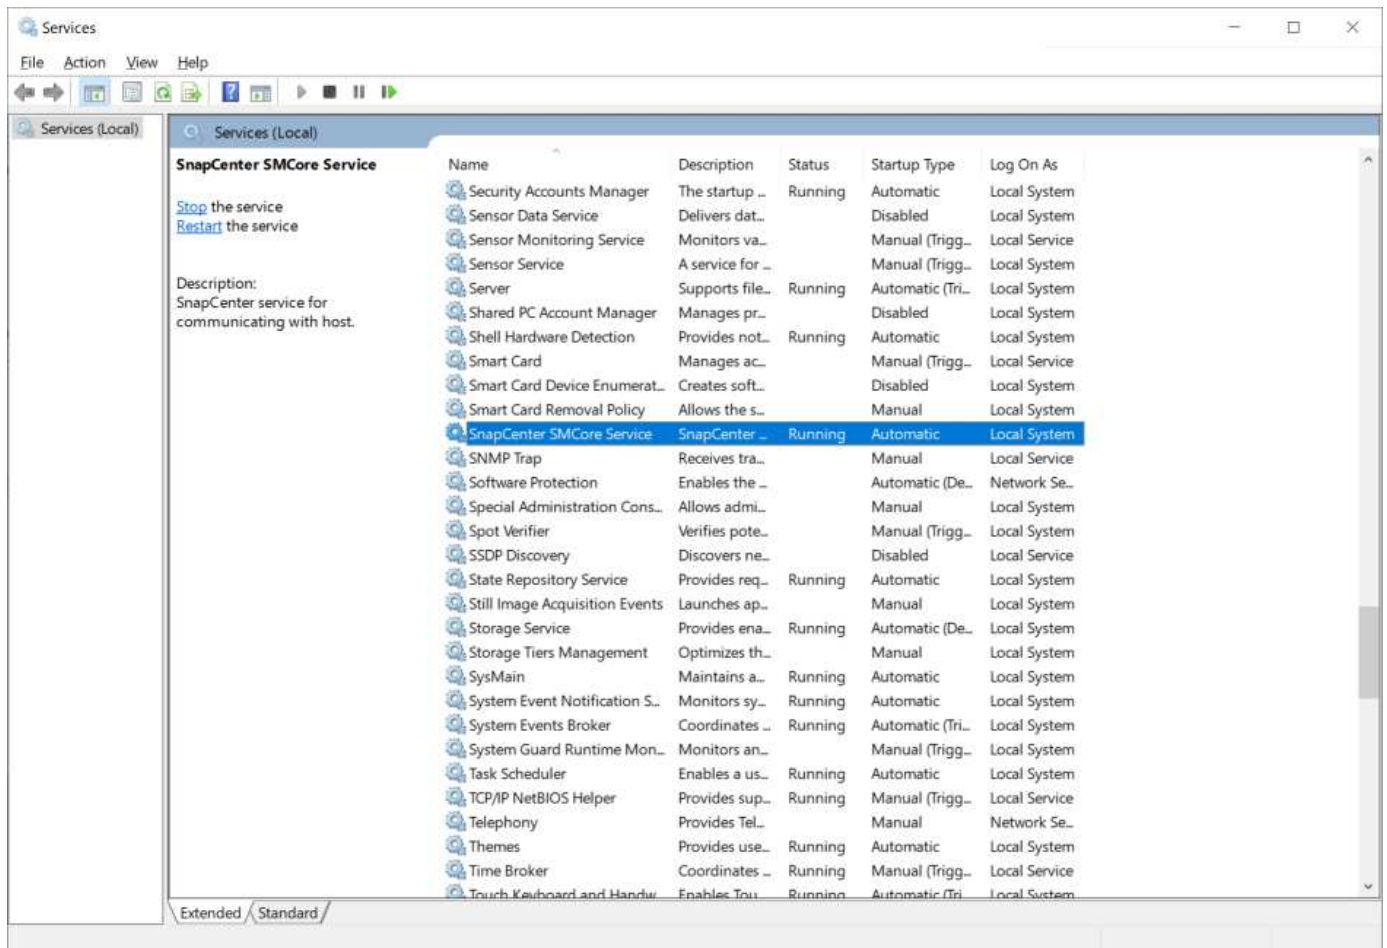 Services
File Action View Help
Services (Local)
Services (Local)
SnapCenter SMCore Service
Stop the service
Restart the service
Description:
SnapCenter service for
communicating with host.
Name Description Status Startup Type Log On As
Security Accounts Manager The startup ... Running Automatic Local System
Sensor Data Service Delivers dat... Disabled Local System
Sensor Monitoring Service Monitors va... Manual (Trigg... Local Service
Sensor Service A service for ... Manual (Trigg... Local System
Server Supports file... Running Automatic (Tri... Local System
Shared PC Account Manager Manages pr... Disabled Local System
Shell Hardware Detection Provides not... Running Automatic Local System
Smart Card Manages ac... Manual (Trigg... Local Service
Smart Card Device Enumerat... Creates soft... Disabled Local System
Smart Card Removal Policy Allows the s... Manual Local System
SnapCenter SMCore Service SnapCenter ... Running Automatic Local System
SNMP Trap Receives tra... Manual Local Service
Software Protection Enables the ... Automatic (De... Network Se...
Special Administration Cons... Allows admi... Manual Local System
Spot Verifier Verifies pote... Manual (Trigg... Local System
SSDP Discovery Discovers ne... Disabled Local Service
State Repository Service Provides req... Running Automatic Local System
Still Image Acquisition Events Launches ap... Manual Local System
Storage Service Provides ena... Running Automatic (De... Local System
Storage Tiers Management Optimizes th... Manual Local System
SysMain Maintains a... Running Automatic Local System
System Event Notification S... Monitors sy... Running Automatic Local System
System Events Broker Coordinates ... Running Automatic (Tri... Local System
System Guard Runtime Mon... Monitors an... Manual (Trigg... Local System
Task Scheduler Enables a us... Running Automatic Local System
TCP/IP NetBIOS Helper Provides sup... Running Manual (Trigg... Local Service
Telephony Provides Tel... Manual Network Se...
Themes Provides use... Running Automatic Local System
Time Broker Coordinates ... Running Manual (Trigg... Local Service
Touch Keyboard and Handw... Enables Tou... Running Automatic (Tri... Local System
Extended Standard